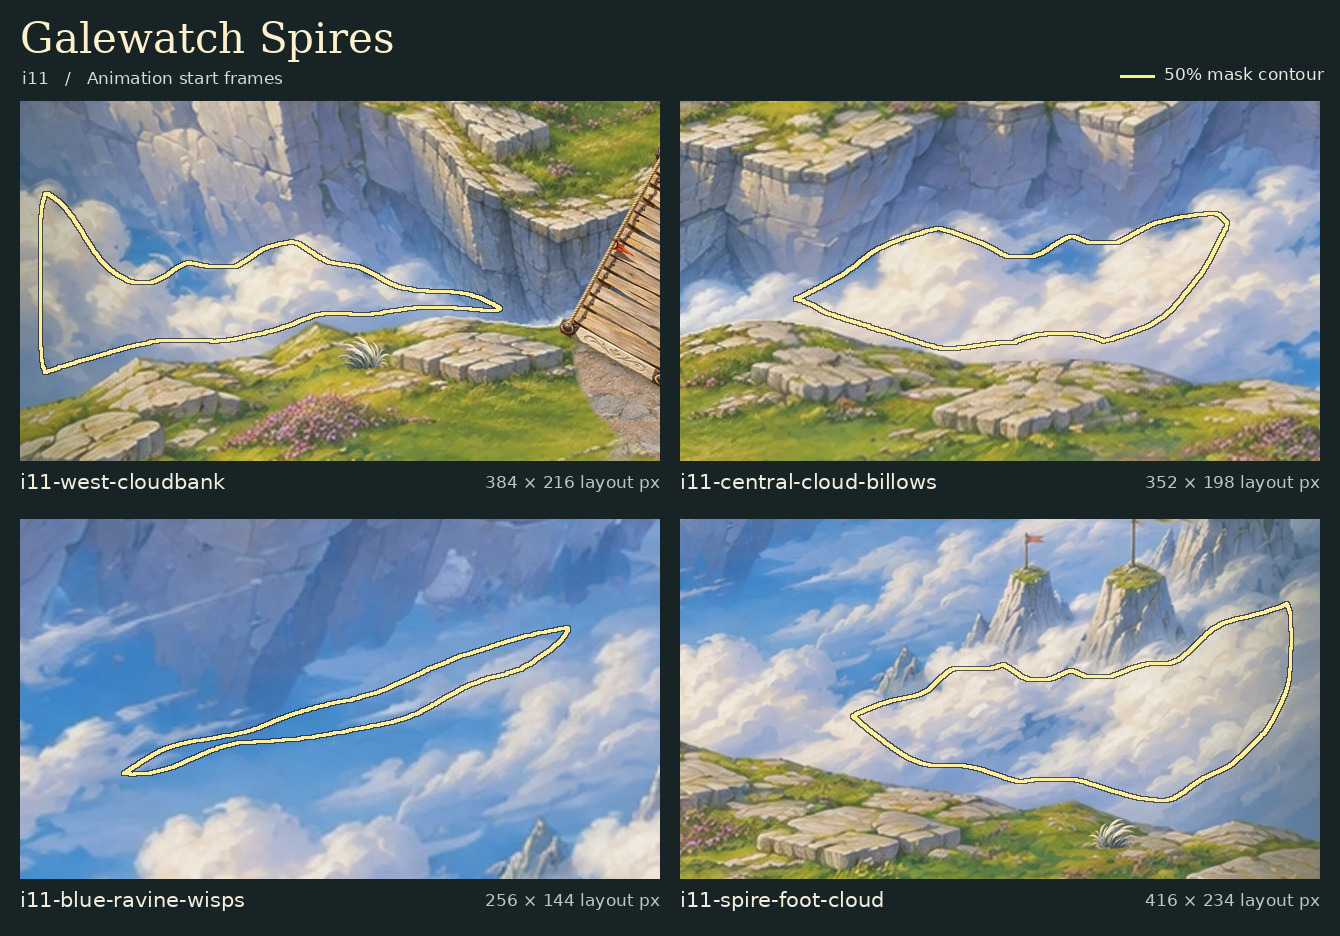 Galewatch Spires
i11 / Animation start frames
50% mask contour
i11-west-cloudbank
384 × 216 layout px
i11-central-cloud-billows
352 × 198 layout px
i11-blue-ravine-wisps
256 × 144 layout px
i11-spire-foot-cloud
416 × 234 layout px